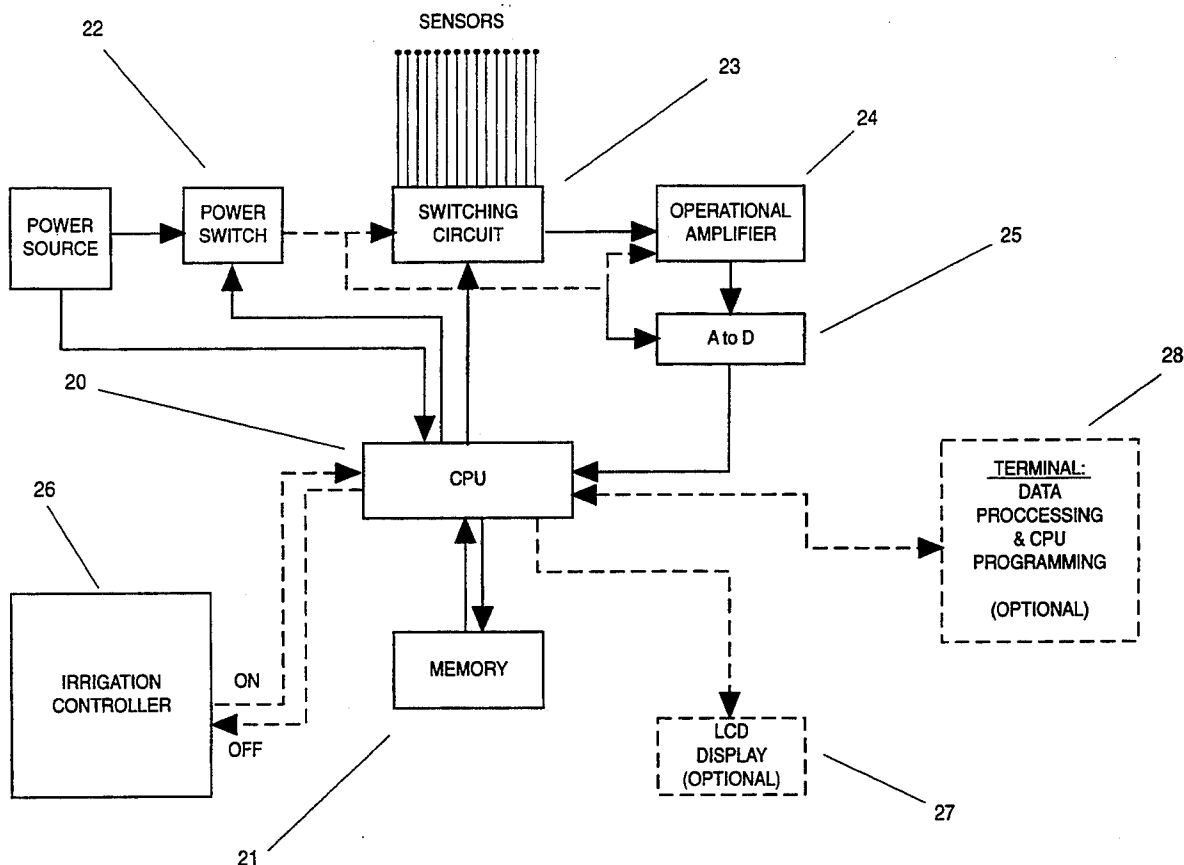 SENSORS
22
23
24
POWER
SOURCE
POWER
SWITCH
SWITCHING
CIRCUIT
OPERATIONAL
AMPLIFIER
25
A to D
28
20
CPU
TERMINAL:
DATA
PROCCESSING
& CPU
PROGRAMMING
(OPTIONAL)
26
IRRIGATION
CONTROLLER
ON
OFF
MEMORY
LCD
DISPLAY
(OPTIONAL)
27
21